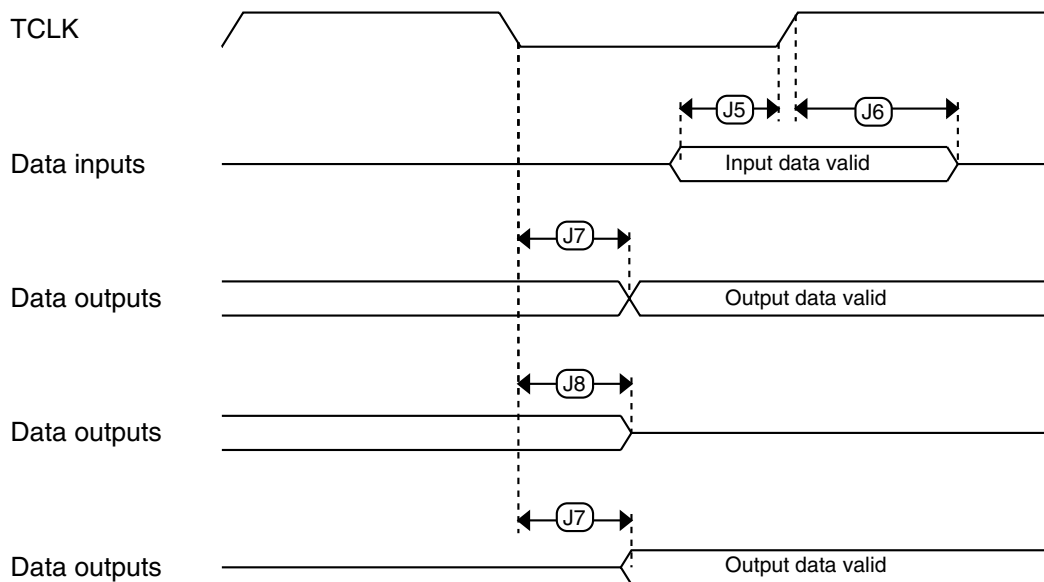 TCLK
J5
J6
Data inputs
Input data valid
J7
Data outputs
Output data valid
J8
Data outputs
J7
Data outputs
Output data valid